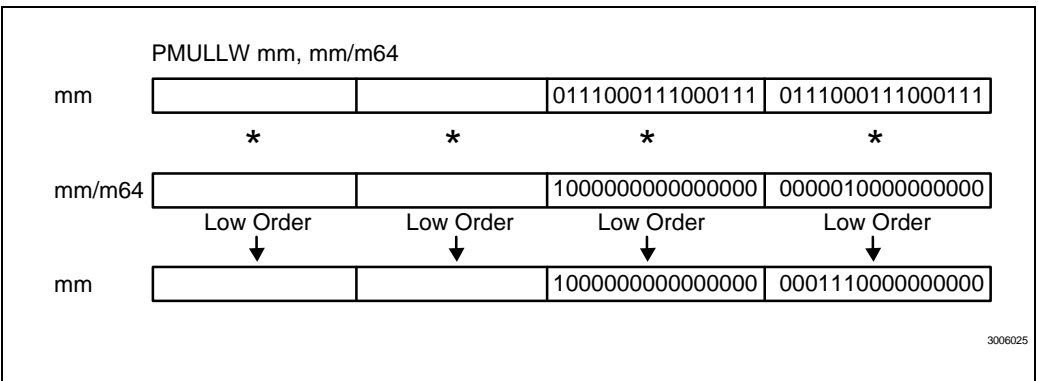 PMULLW mm, mm/m64
mm 0111000111000111 0111000111000111
* * * *
mm/m64 1000000000000000 0000010000000000
Low Order Low Order Low Order Low Order
mm 1000000000000000 0001110000000000
3006025